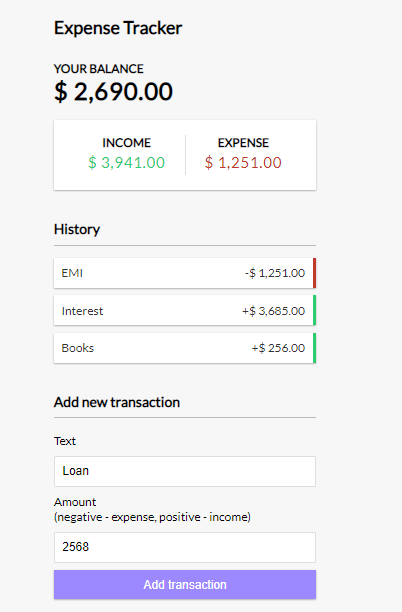 Expense Tracker
YOUR BALANCE
$ 2,690.00
INCOME EXPENSE
$ 3,941.00 $ 1,251.00
History
EMI -$ 1,251.00
Interest +$ 3,685.00
Books +$ 256.00
Add new transaction
Text
Loan
Amount
(negative - expense, positive - income)
2568
Add transaction